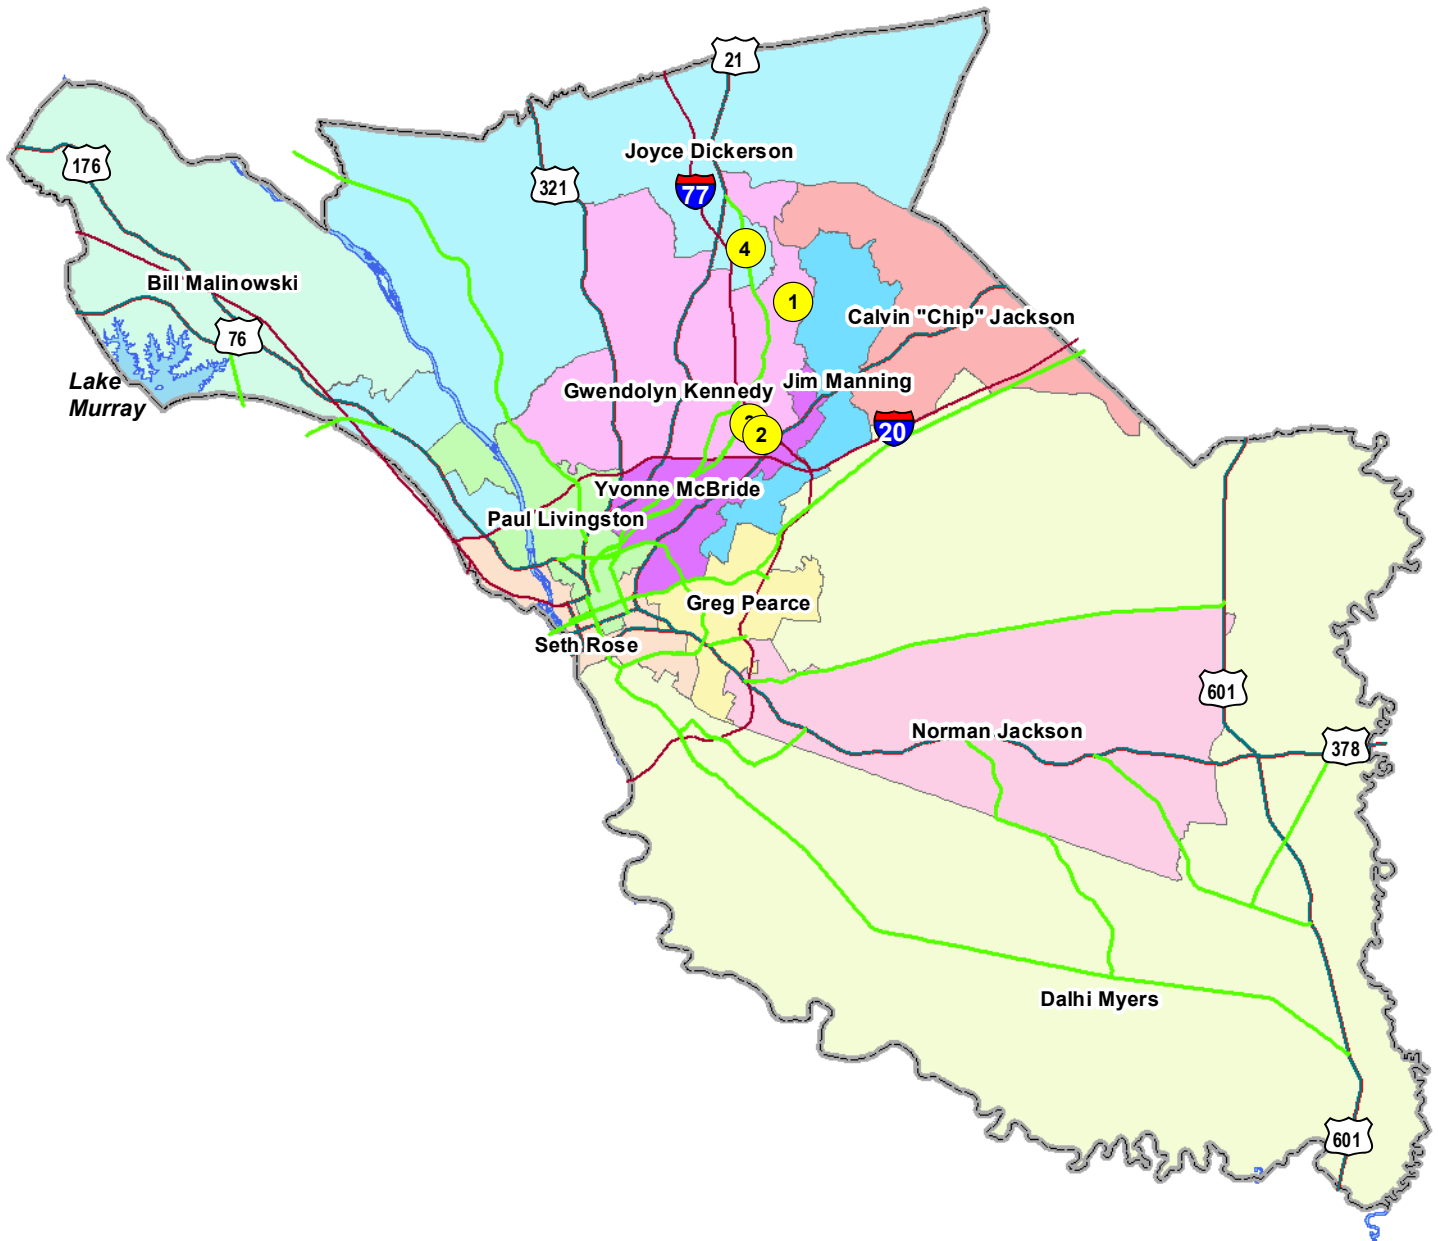 21
Joyce Dickerson
176
321
77
4
Bill Malinowski
1
Calvin "Chip" Jackson
76
Lake
Murray
Jim Manning
Gwendolyn Kennedy
2
20
Yvonne McBride
Paul Livingston
Greg Pearce
Seth Rose
601
Norman Jackson
378
Dalhi Myers
601